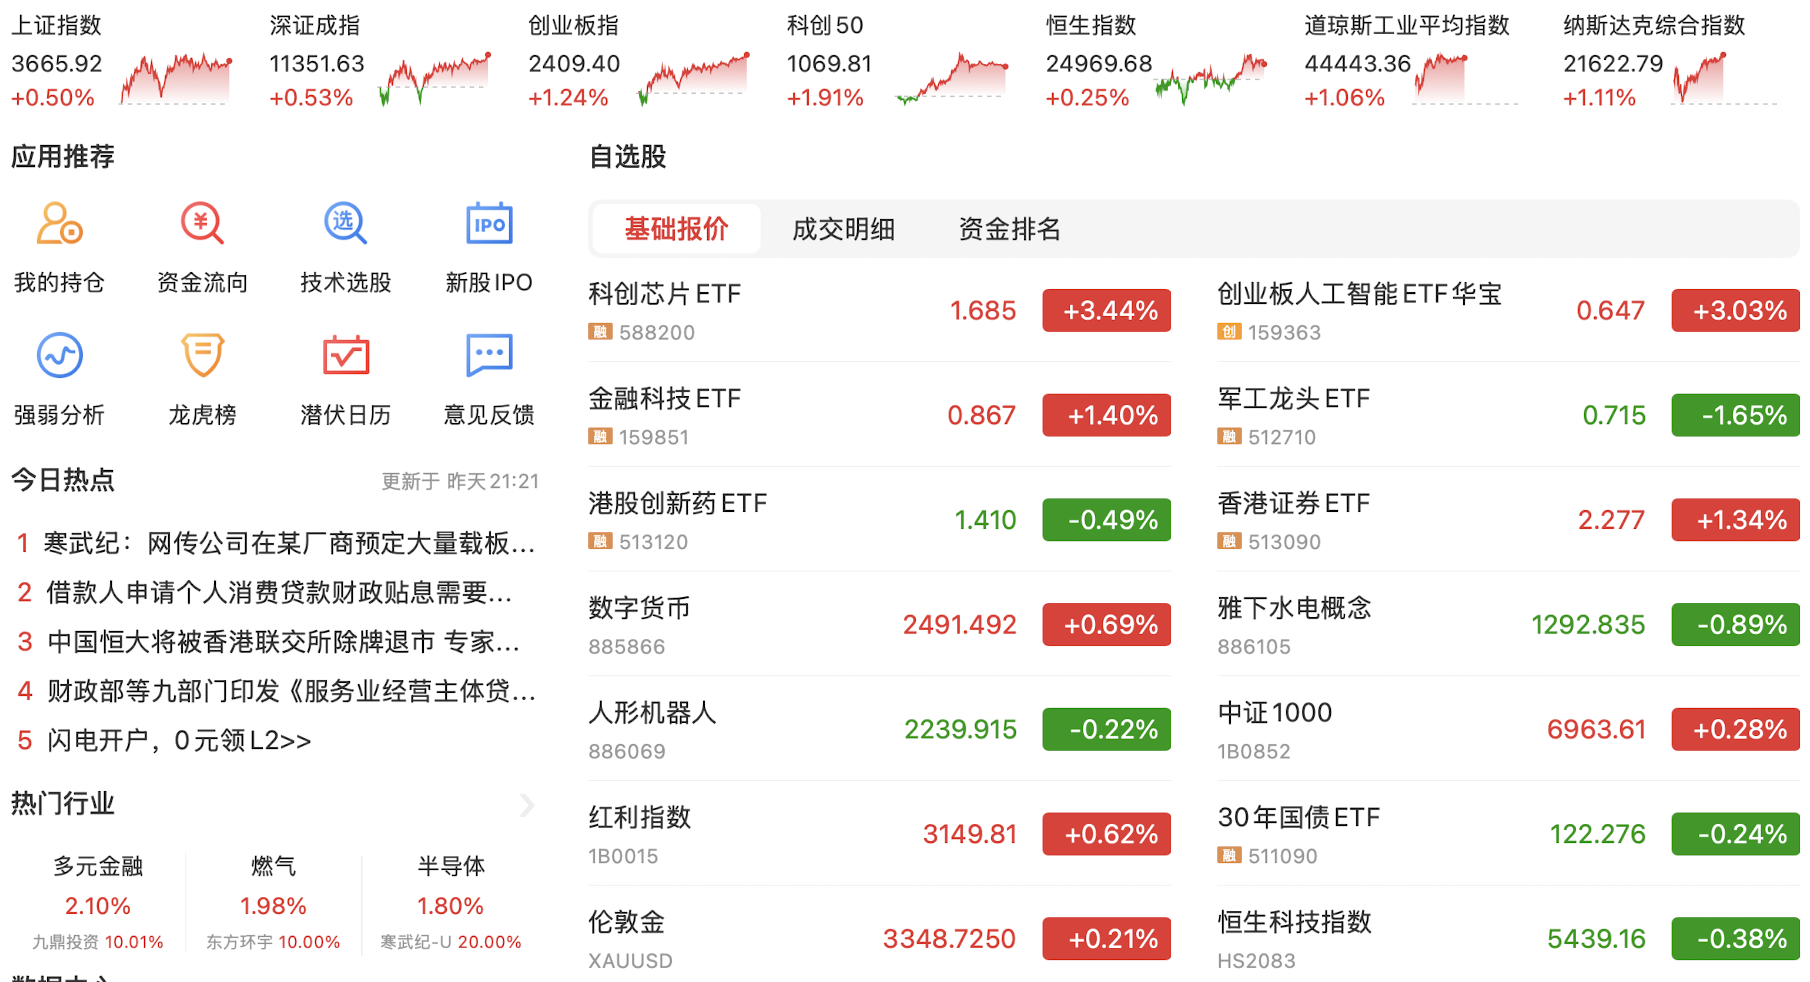 上证指数
3665.92
+0.50%
深证成指
11351.63
+0.53%
创业板指
2409.40
+1.24%
科创50
1069.81
+1.91%
恒生指数
24969.68
+0.25%
道琼斯工业平均指数
44443.36
+1.06%
纳斯达克综合指数
21622.79
+1.11%
应用推荐
我的持仓
资金流向
选
技术选股
IPO
新股IPO
强弱分析
龙虎榜
潜伏日历
意见反馈
今日热点 更新于 昨天21:21
1 寒武纪：网传公司在某厂商预定大量载板...
2 借款人申请个人消费贷款财政贴息需要...
3 中国恒大将被香港联交所除牌退市 专家...
4 财政部等九部门印发《服务业经营主体贷...
5 闪电开户，0元领L2>>
热门行业
多元金融
2.10%
九鼎投资 10.01%
燃气
1.98%
东方环宇 10.00%
半导体
1.80%
寒武纪-U 20.00%
自选股
基础报价 成交明细 资金排名
科创芯片ETF 1.685 +3.44%
融 588200
创业板人工智能ETF华宝 0.647 +3.03%
创 159363
金融科技ETF 0.867 +1.40%
融 159851
军工龙头ETF 0.715 -1.65%
融 512710
港股创新药ETF 1.410 -0.49%
融 513120
香港证券ETF 2.277 +1.34%
融 513090
数字货币 2491.492 +0.69%
885866
雅下水电概念 1292.835 -0.89%
886105
人形机器人 2239.915 -0.22%
886069
中证1000 6963.61 +0.28%
1B0852
红利指数 3149.81 +0.62%
1B0015
30年国债ETF 122.276 -0.24%
融 511090
伦敦金 3348.7250 +0.21%
XAUUSD
恒生科技指数 5439.16 -0.38%
HS2083